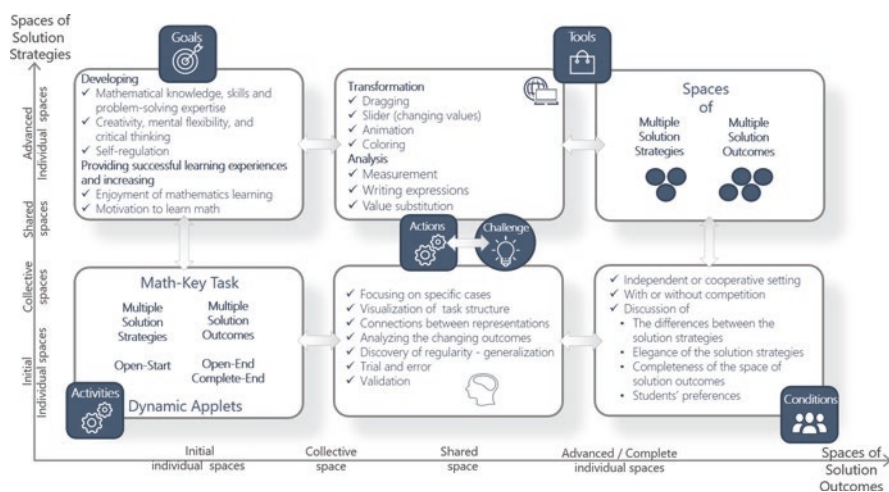 Spaces of
Solution
Strategies
Goals
Developing
✓ Mathematical knowledge, skills and
problem-solving expertise
✓ Creativity, mental flexibility, and
critical thinking
✓ Self-regulation
Providing successful learning experiences
and increasing
✓ Enjoyment of mathematics learning
✓ Motivation to learn math
Tools
Transformation
✓ Dragging
✓ Slider (changing values)
✓ Animation
✓ Coloring
Analysis
✓ Measurement
✓ Writing expressions
✓ Value substitution
Spaces
of
Multiple
Solution
Strategies
Multiple
Solution
Outcomes
Advanced
Individual spaces
Shared
spaces
Collective
spaces
Initial
Individual spaces
Actions
Challenge
Math-Key Task
Multiple
Solution
Strategies
Multiple
Solution
Outcomes
Open-Start
Open-End
Complete-End
Dynamic Applets
Activities
✓ Focusing on specific cases
✓ Visualization of task structure
✓ Connections between representations
✓ Analyzing the changing outcomes
✓ Discovery of regularity - generalization
✓ Trial and error
✓ Validation
✓ Independent or cooperative setting
✓ With or without competition
✓ Discussion of
• The differences between the
solution strategies
• Elegance of the solution strategies
• Completeness of the space of
solution outcomes
• Students' preferences
Conditions
Initial
individual spaces
Collective
space
Shared
space
Advanced / Complete
individual spaces
Spaces of
Solution
Outcomes